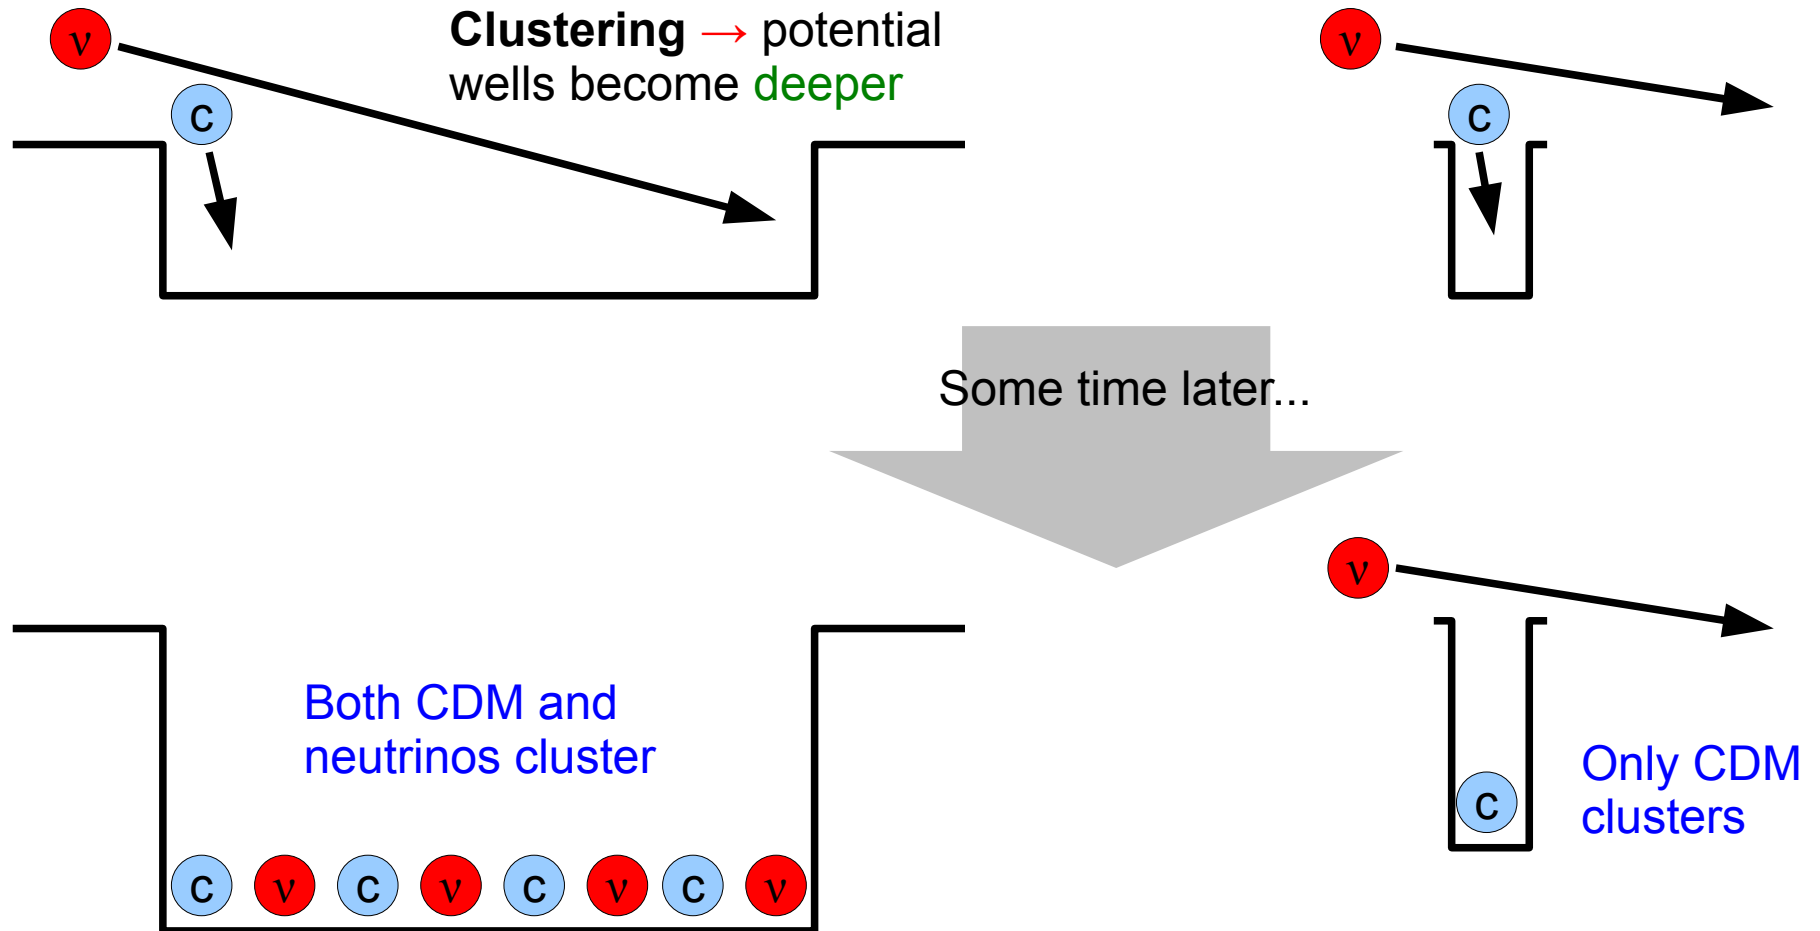 ν
Clustering → potential
wells become deeper
c
ν
c
Some time later...
ν
Both CDM and
neutrinos cluster
Only CDM
clusters
c
c ν c ν c ν c ν